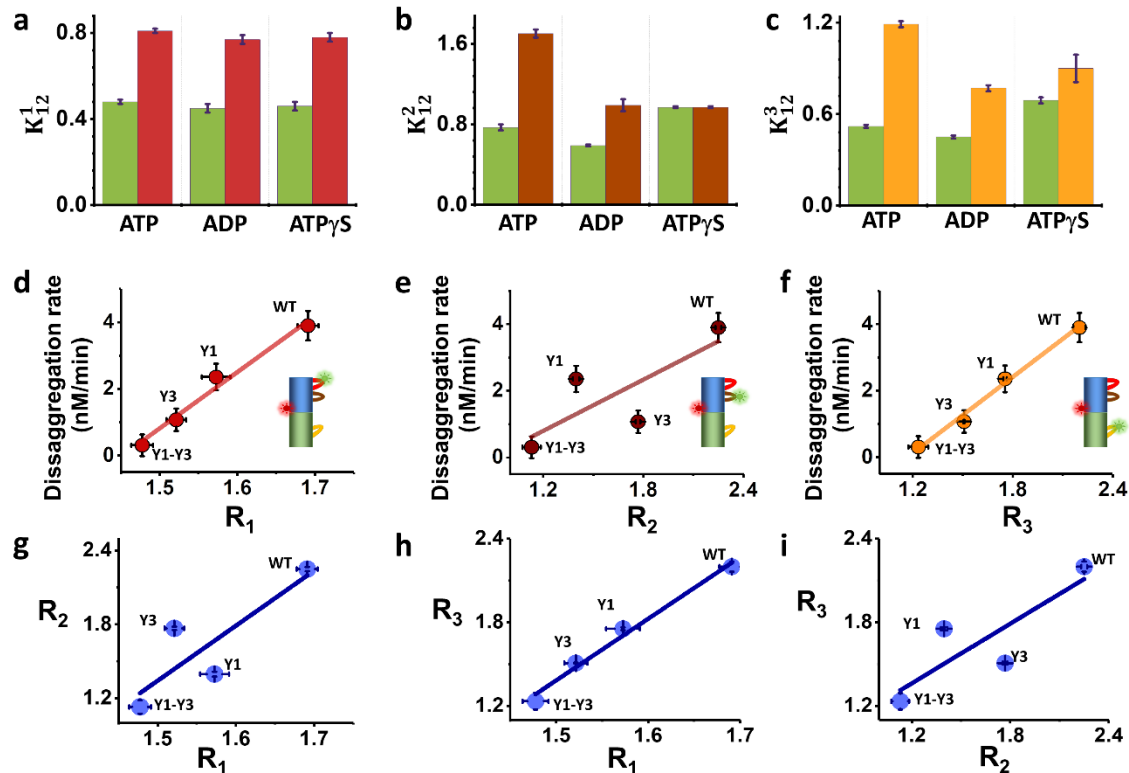 a
b
c
K¹₁₂
0.8
0.4
0.0
ATP ADP ATPγS
K²₁₂
1.6
0.8
0.0
ATP ADP ATPγS
K³₁₂
1.2
0.6
0.0
ATP ADP ATPγS
d
Dissaggregation rate
(nM/min)
4
2
0
WT
Y1
Y3
Y1-Y3
1.5 1.6 1.7
R₁
e
Dissaggregation rate
(nM/min)
4
2
0
WT
Y1
Y3
Y1-Y3
1.2 1.8 2.4
R₂
f
Dissaggregation rate
(nM/min)
4
2
0
WT
Y1
Y3
Y1-Y3
1.2 1.8 2.4
R₃
g
R₂
2.4
1.8
1.2
WT
Y3
Y1
Y1-Y3
1.5 1.6 1.7
R₁
h
R₃
2.4
1.8
1.2
WT
Y1
Y3
Y1-Y3
1.5 1.6 1.7
R₁
i
R₃
2.4
1.8
1.2
WT
Y1
Y3
Y1-Y3
1.2 1.8 2.4
R₂